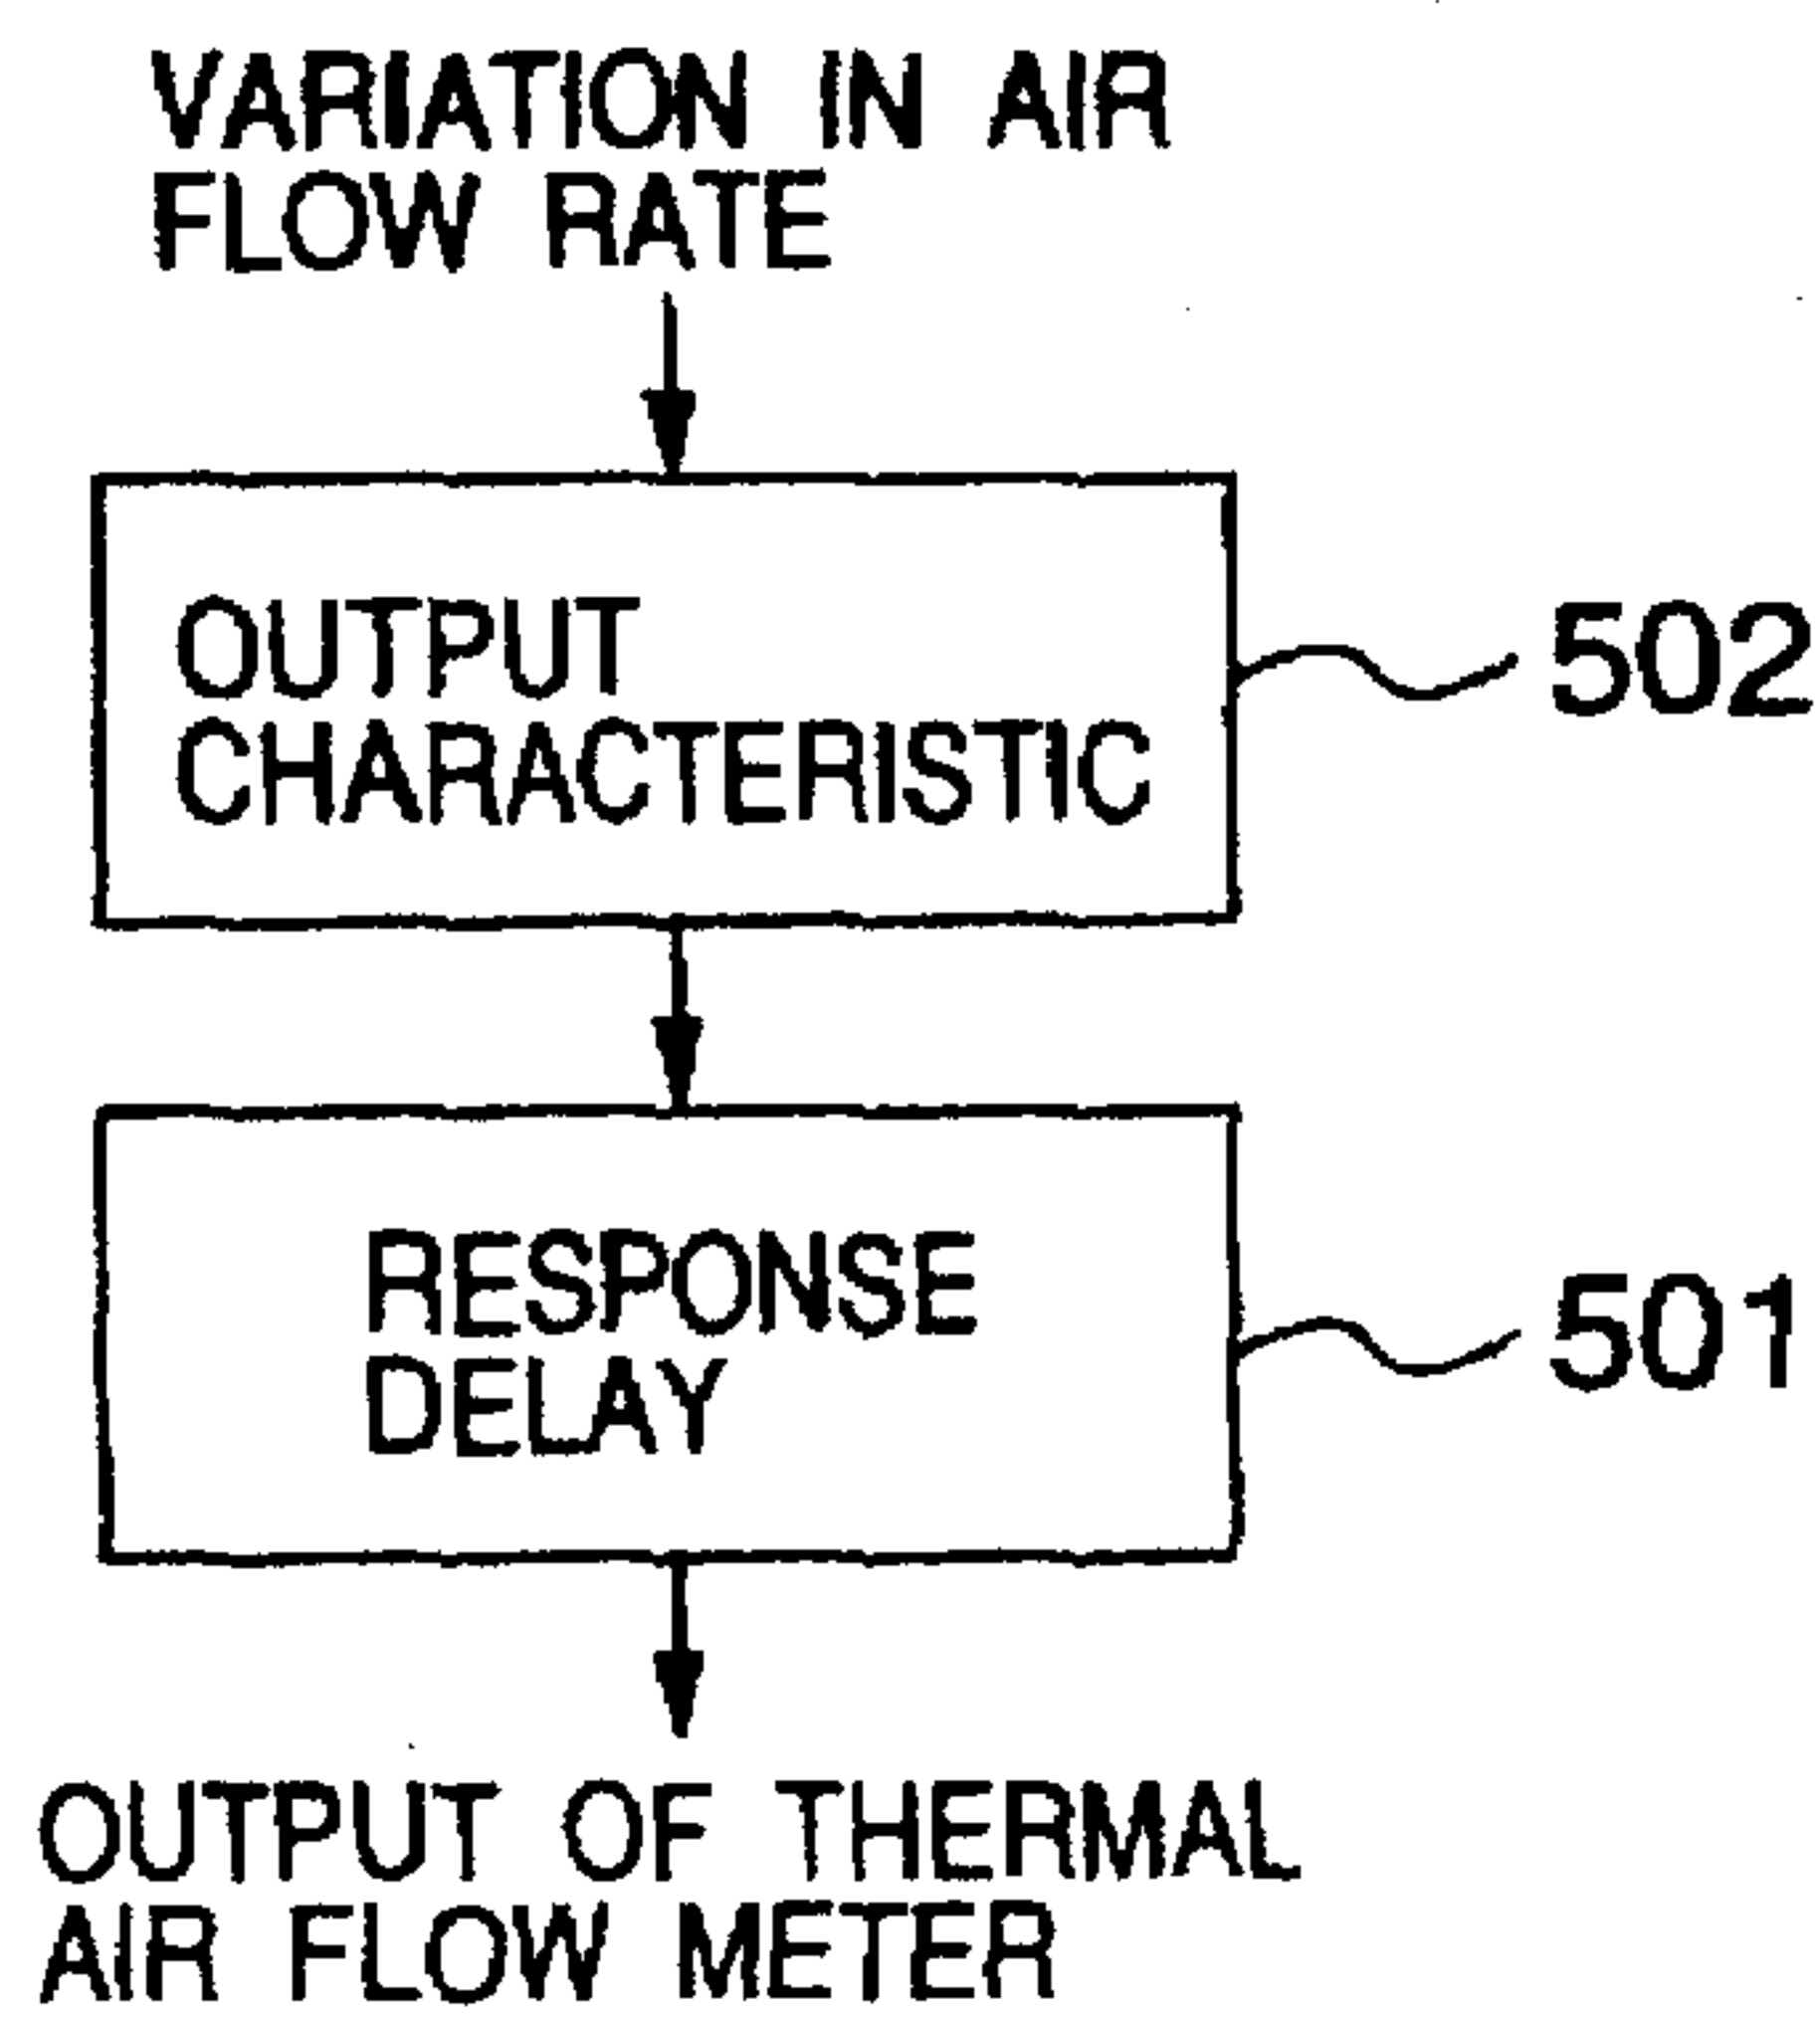 VARIATION IN AIR
FLOW RATE
OUTPUT
CHARACTERISTIC
502
RESPONSE
DELAY
501
OUTPUT OF THERMAL
AIR FLOW METER